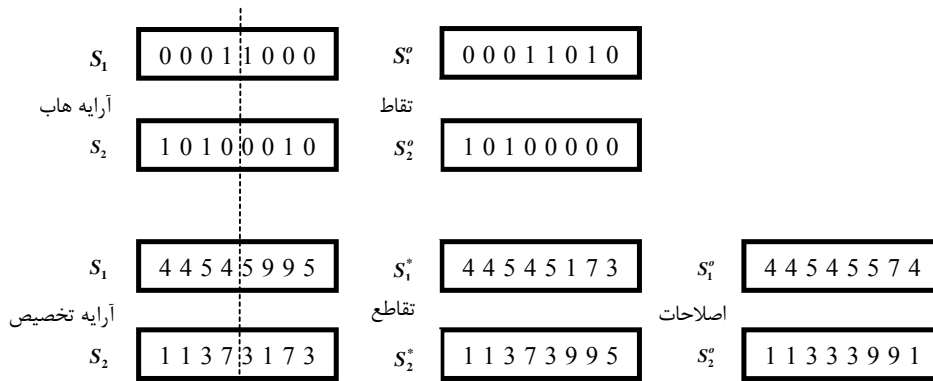 S₁ 0 0 0 1 1 0 0 0 S₁ᵒ 0 0 0 1 1 0 1 0
آرایه هاب تقاط
S₂ 1 0 1 0 0 0 1 0 S₂ᵒ 1 0 1 0 0 0 0 0
S₁ 4 4 5 4 5 9 9 5 S₁* 4 4 5 4 5 1 7 3 S₁ᵒ 4 4 5 4 5 5 7 4
آرایه تخصیص تقاطع اصلاحات
S₂ 1 1 3 7 3 1 7 3 S₂* 1 1 3 7 3 9 9 5 S₂ᵒ 1 1 3 3 3 9 9 1